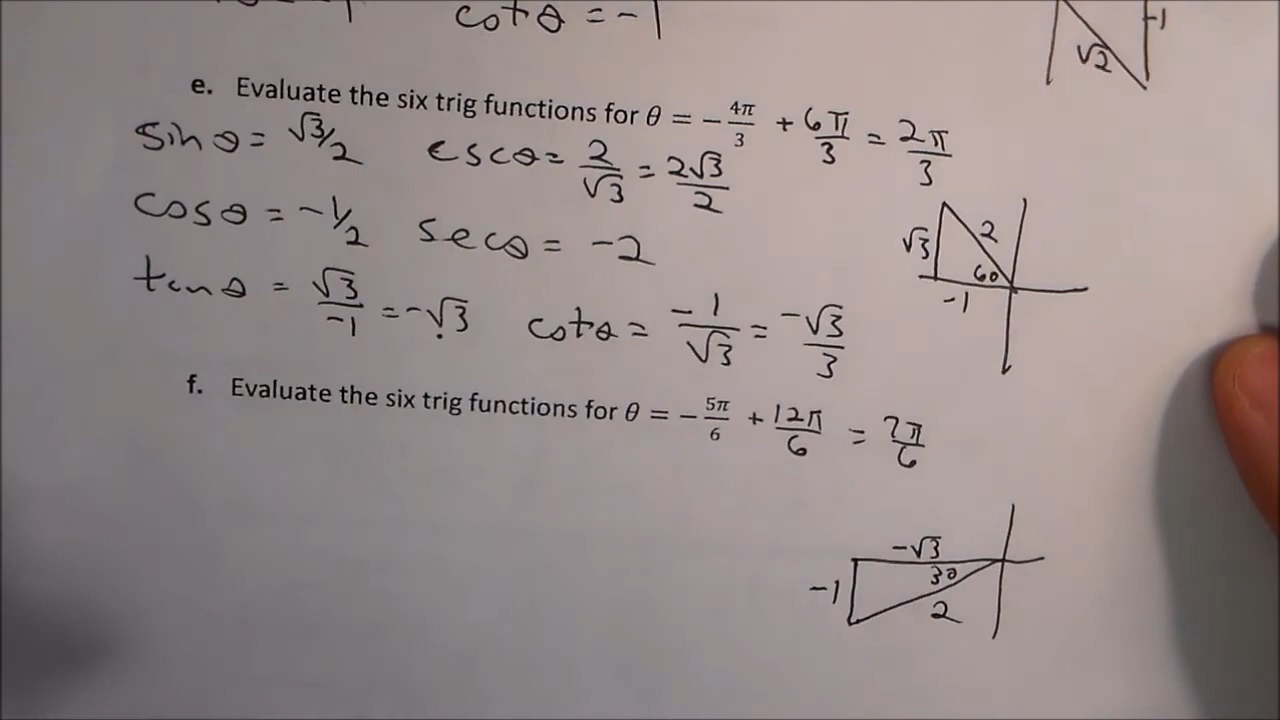 cot θ = -1
-1
√2
e. Evaluate the six trig functions for θ = -4π/3 + 6π/3 = 2π/3
sin θ = √3/2 csc θ = 2/√3 = 2√3/2
cos θ = -1/2 sec θ = -2
tan θ = √3/-1 = -√3 cot θ = -1/√3 = -√3/3
√3
2
60
-1
f. Evaluate the six trig functions for θ = -5π/6 + 12π/6 = 7π/6
-√3
30
-1
2